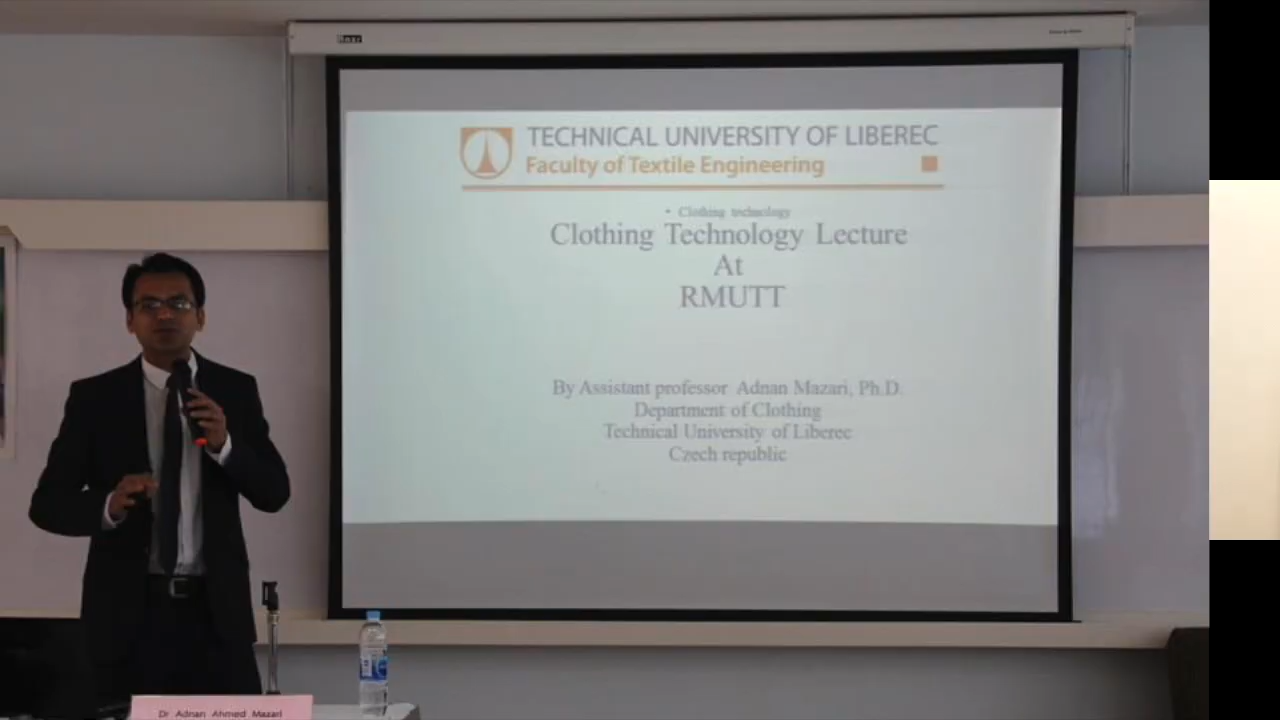 TECHNICAL UNIVERSITY OF LIBEREC
Faculty of Textile Engineering
• Clothing technology
Clothing Technology Lecture
At
RMUTT
By Assistant professor Adnan Mazari, Ph.D.
Department of Clothing
Technical University of Liberec
Czech republic
Dr Adnan Ahmed Mazari